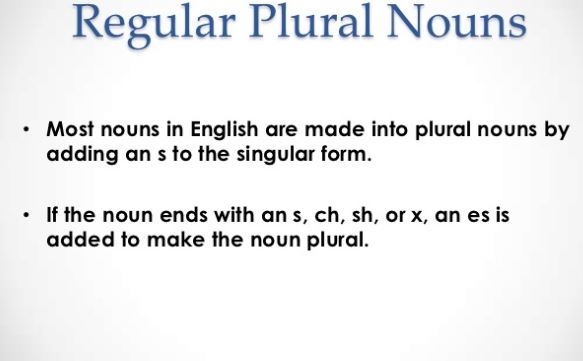 Regular Plural Nouns
• Most nouns in English are made into plural nouns by
adding an s to the singular form.
• If the noun ends with an s, ch, sh, or x, an es is
added to make the noun plural.